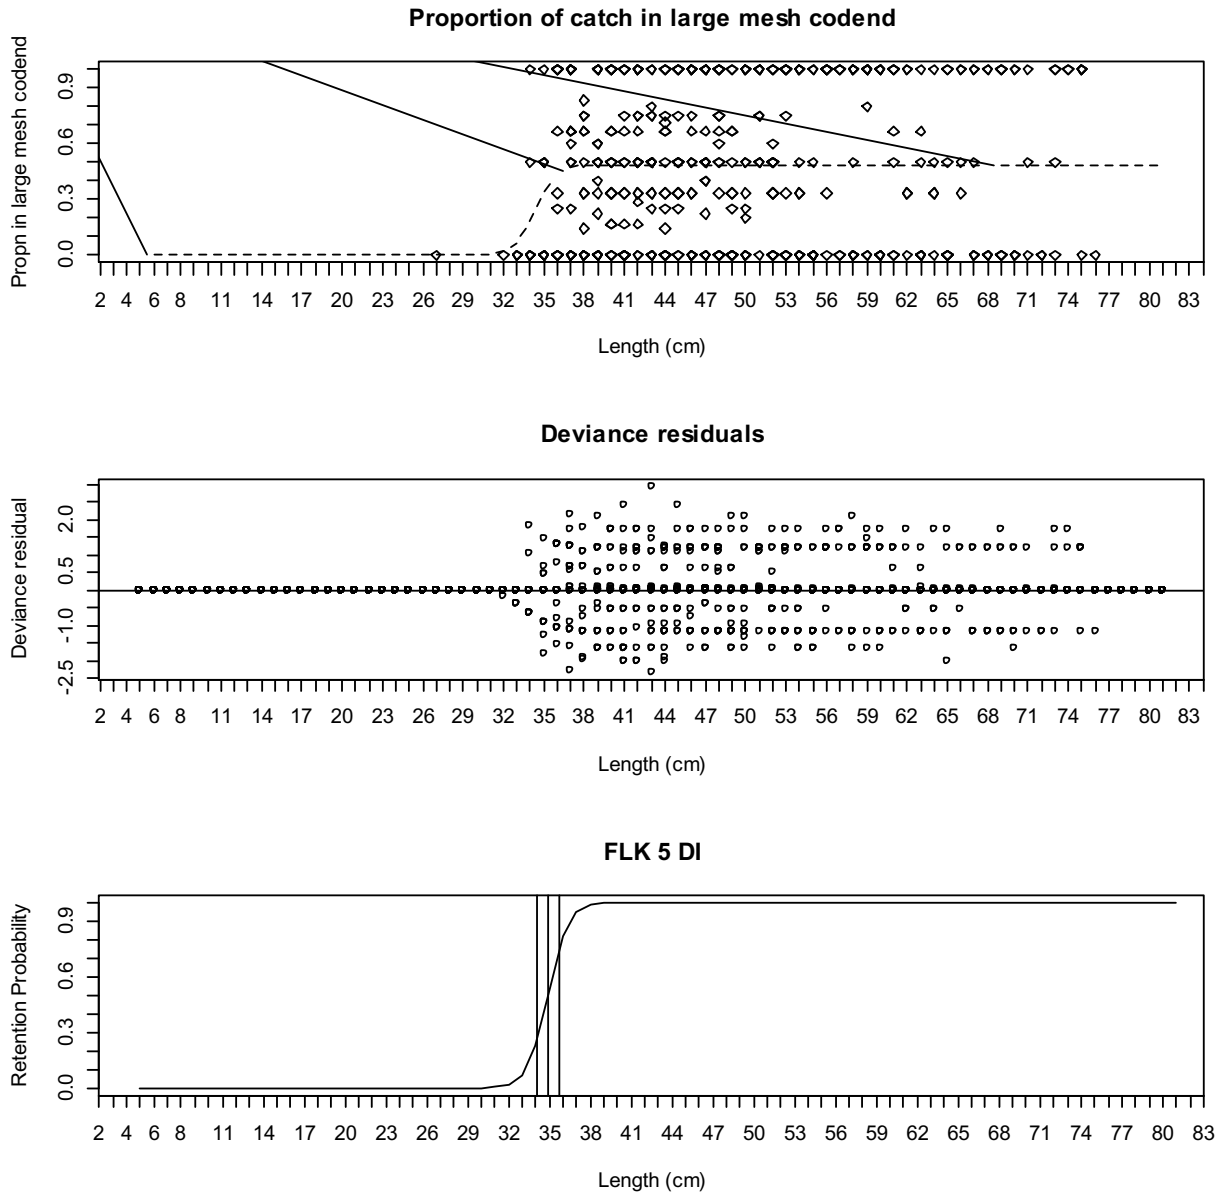 Proportion of catch in large mesh codend
Propn in large mesh codend
0.9
0.6
0.3
0.0
2 4 6 8 11 14 17 20 23 26 29 32 35 38 41 44 47 50 53 56 59 62 65 68 71 74 77 80 83
Length (cm)
Deviance residuals
Deviance residual
2.0
0.5
-1.0
-2.5
2 4 6 8 11 14 17 20 23 26 29 32 35 38 41 44 47 50 53 56 59 62 65 68 71 74 77 80 83
Length (cm)
FLK 5 DI
Retention Probability
0.9
0.6
0.3
0.0
2 4 6 8 11 14 17 20 23 26 29 32 35 38 41 44 47 50 53 56 59 62 65 68 71 74 77 80 83
Length (cm)